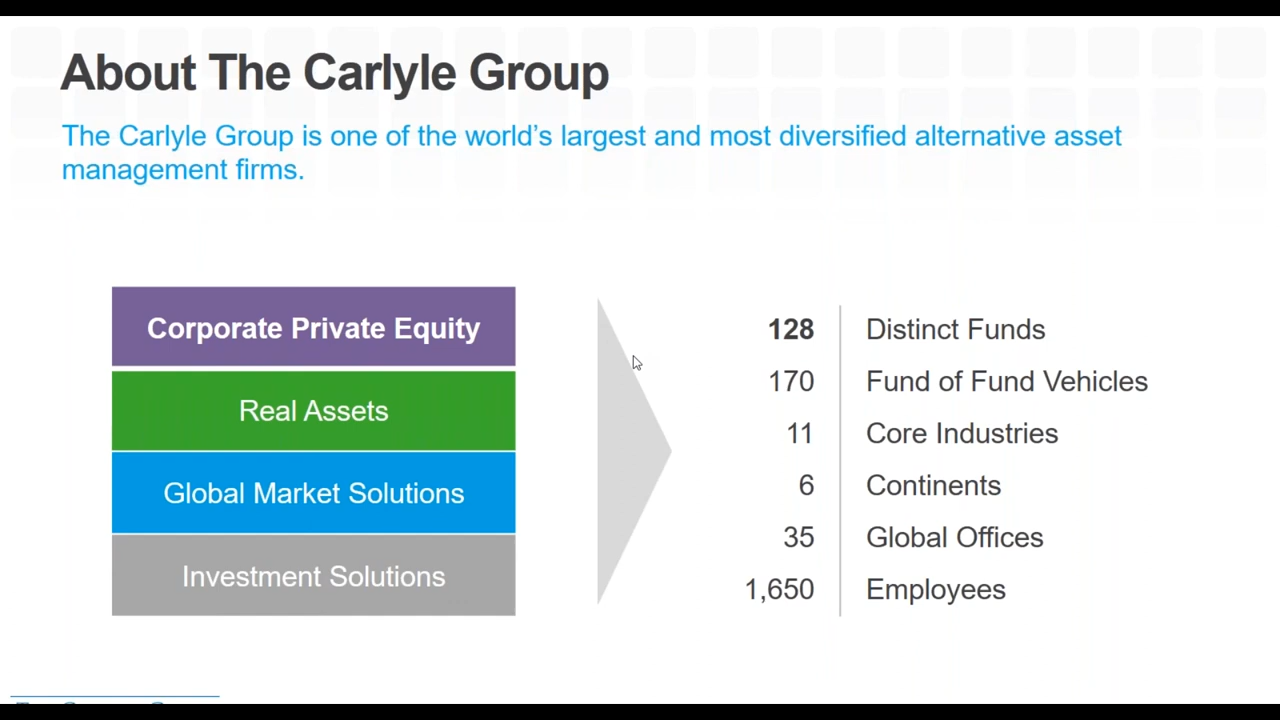 About The Carlyle Group
The Carlyle Group is one of the world's largest and most diversified alternative asset
management firms.
Corporate Private Equity
Real Assets
Global Market Solutions
Investment Solutions
128 Distinct Funds
170 Fund of Fund Vehicles
11 Core Industries
6 Continents
35 Global Offices
1,650 Employees